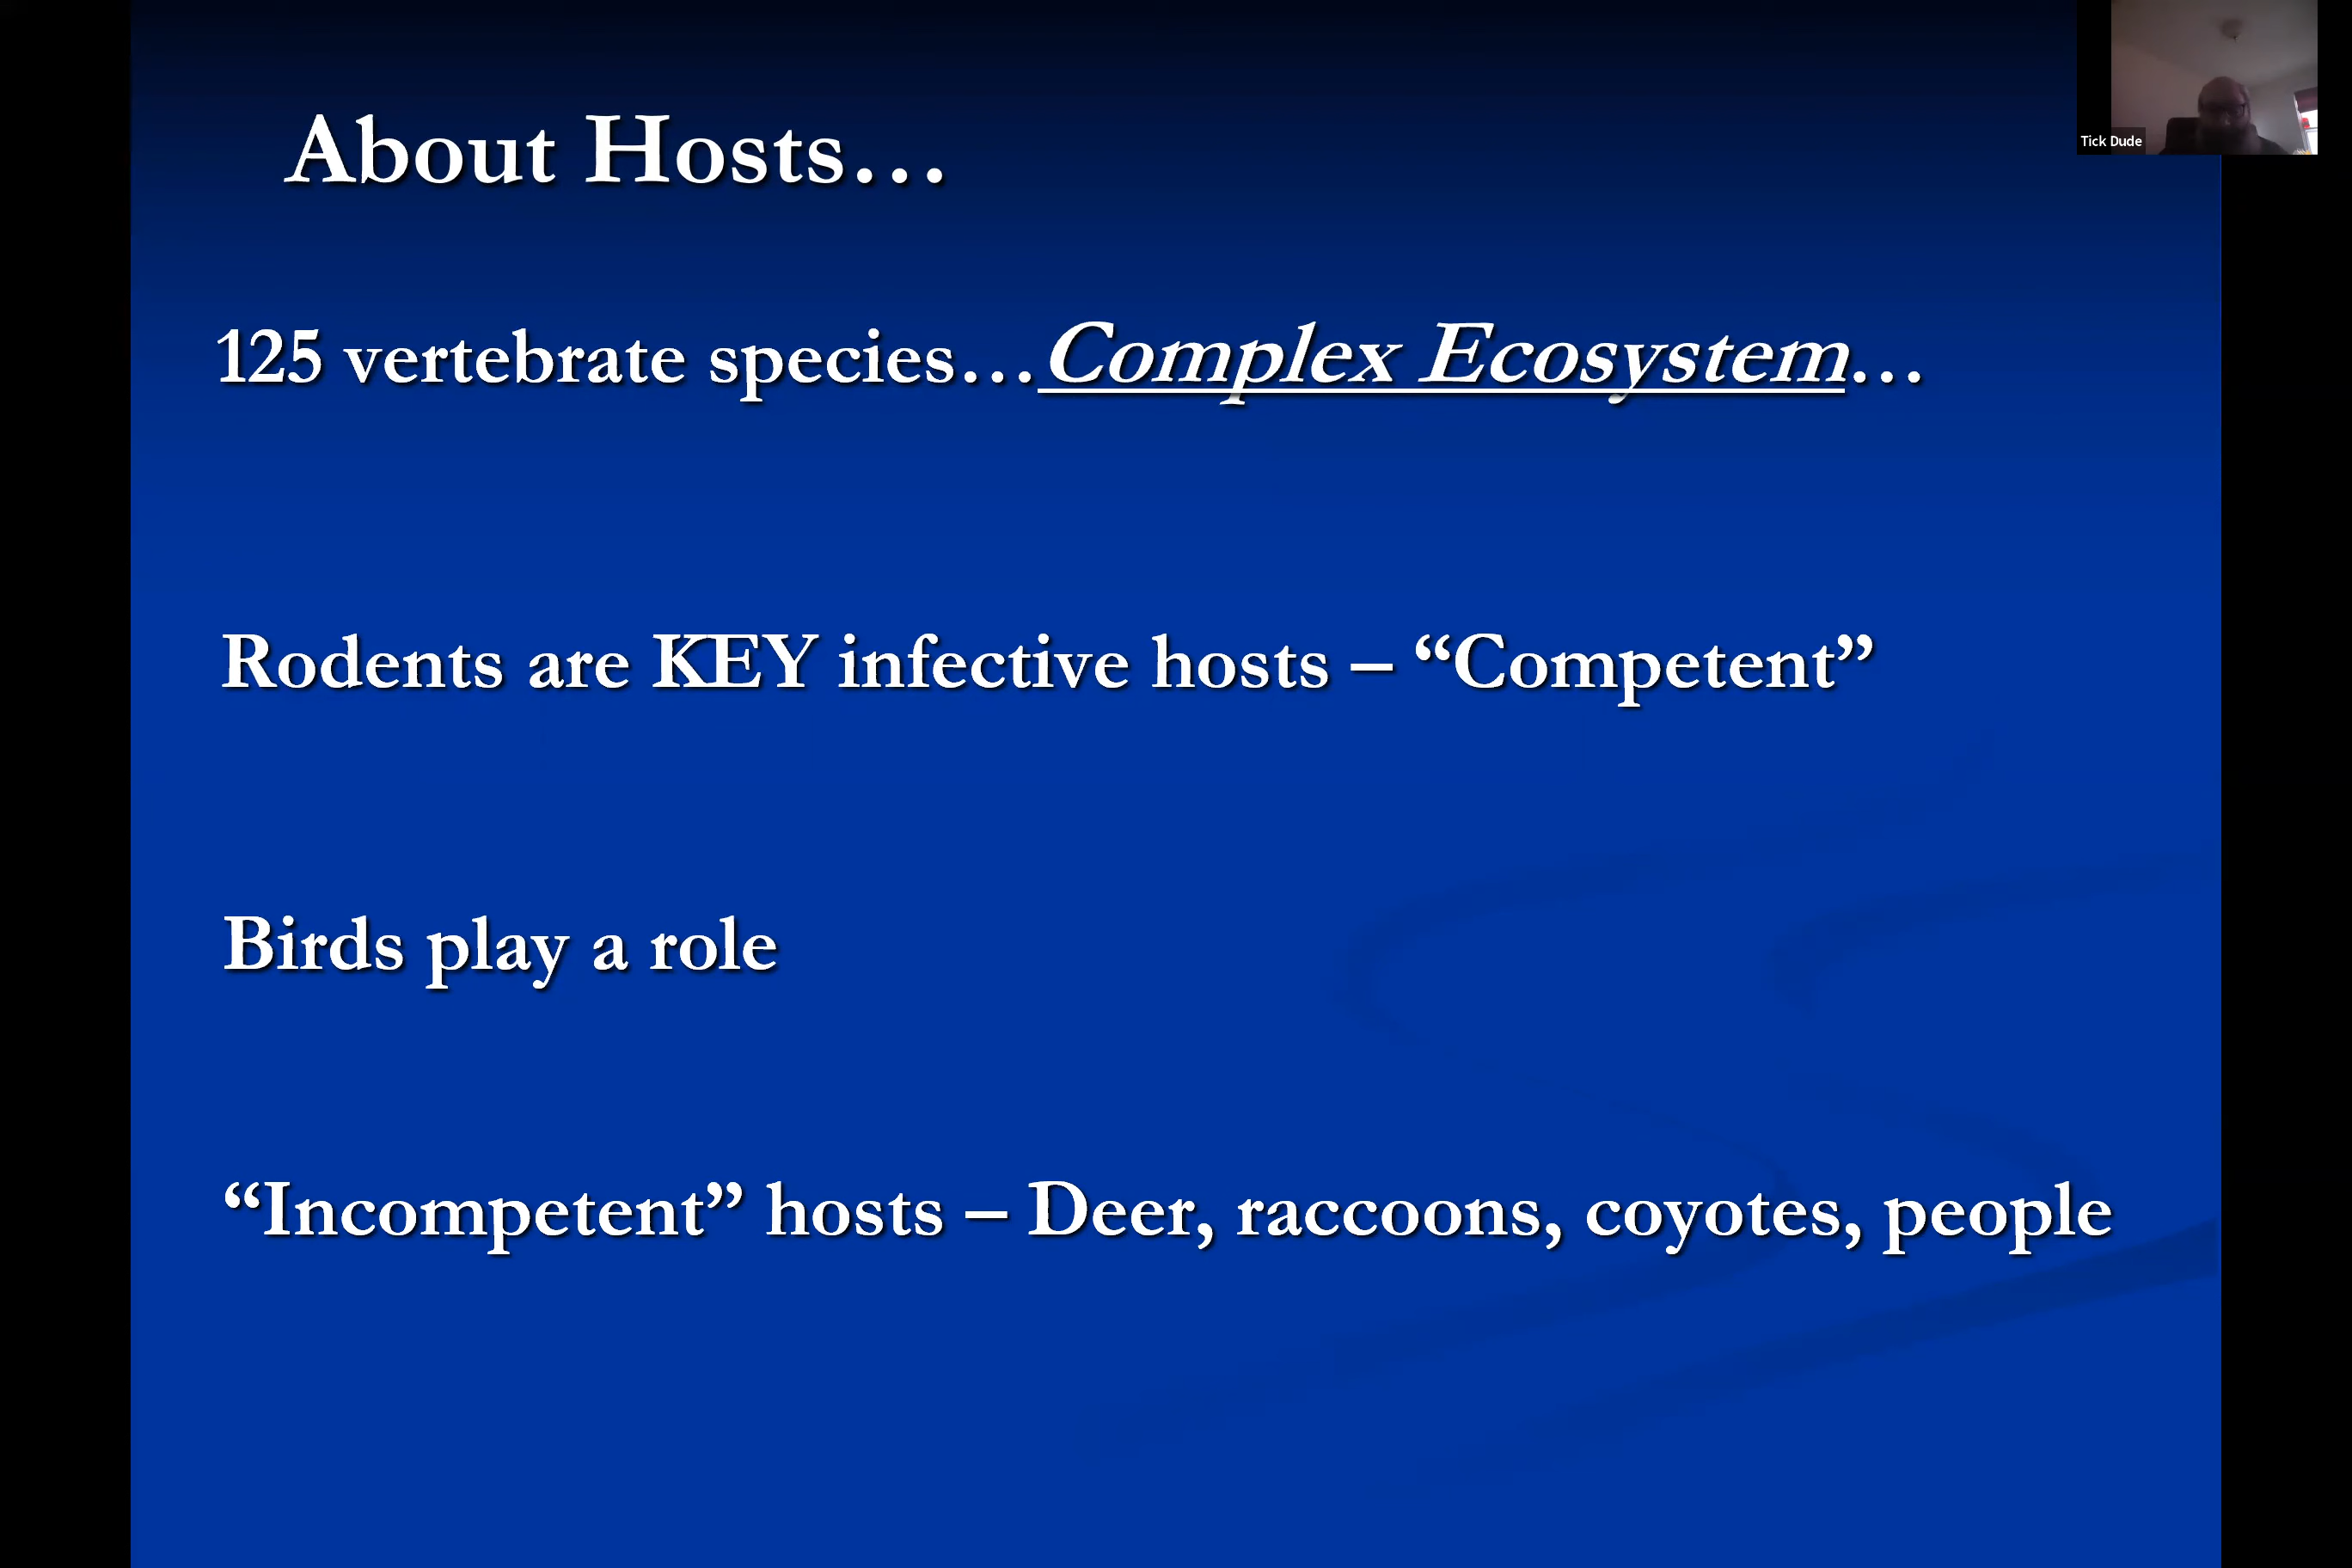 About Hosts…
Tick Dude
125 vertebrate species…Complex Ecosystem…
Rodents are KEY infective hosts – “Competent”
Birds play a role
“Incompetent” hosts – Deer, raccoons, coyotes, people